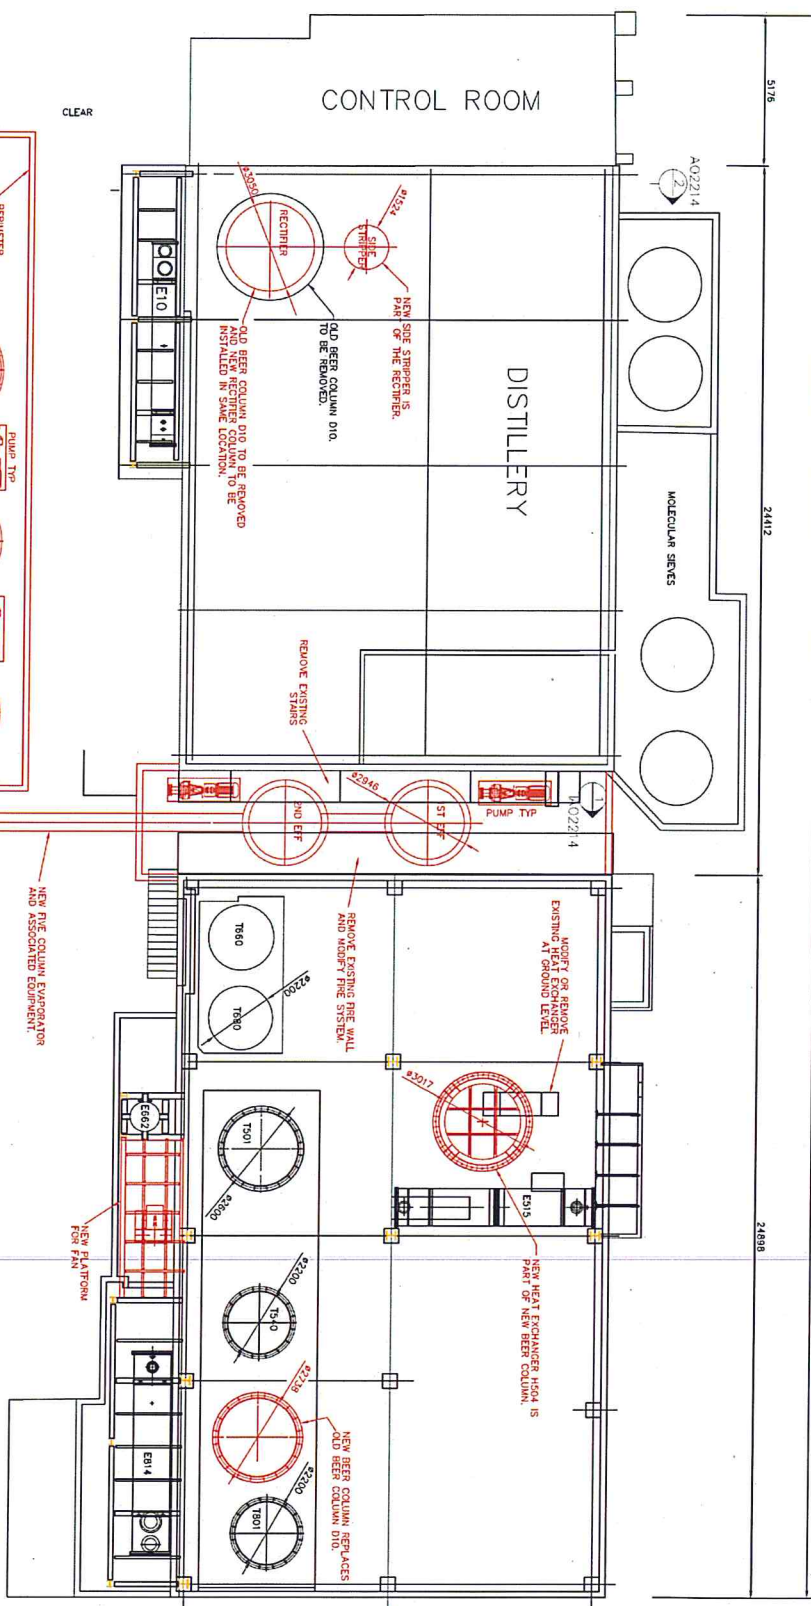 CONTROL ROOM
5176
CLEAR
A02214
2
ø3050
RECTIFIER
ø1524
SIDE
STRIPPER
NEW SIDE STRIPPER IS
PART OF THE RECTIFIER.
OLD BEER COLUMN D10.
TO BE REMOVED.
OLD BEER COLUMN D10 TO BE REMOVED
AND NEW RECTIFIER COLUMN TO BE
INSTALLED IN SAME LOCATION.
E10
DISTILLERY
MOLECULAR SIEVES
24412
PERIMETER
PUMP TYP
REMOVE EXISTING
STAIRS
ø2946
2ND EFF
1ST EFF
PUMP TYP
1
A02214
NEW FIVE COLUMN EVAPORATOR
AND ASSOCIATED EQUIPMENT.
REMOVE EXISTING FIRE WALL
AND MODIFY FIRE SYSTEM.
T660
T680
ø2200
MODIFY OR REMOVE
EXISTING HEAT EXCHANGER
AT GROUND LEVEL
ø3017
E515
NEW HEAT EXCHANGER H504 IS
PART OF NEW BEER COLUMN.
24898
E662
T501
ø2600
NEW PLATFORM
FOR FAN
ø2200
T540
ø2738
NEW BEER COLUMN REPLACES
OLD BEER COLUMN D10.
ø2200
T801
E814